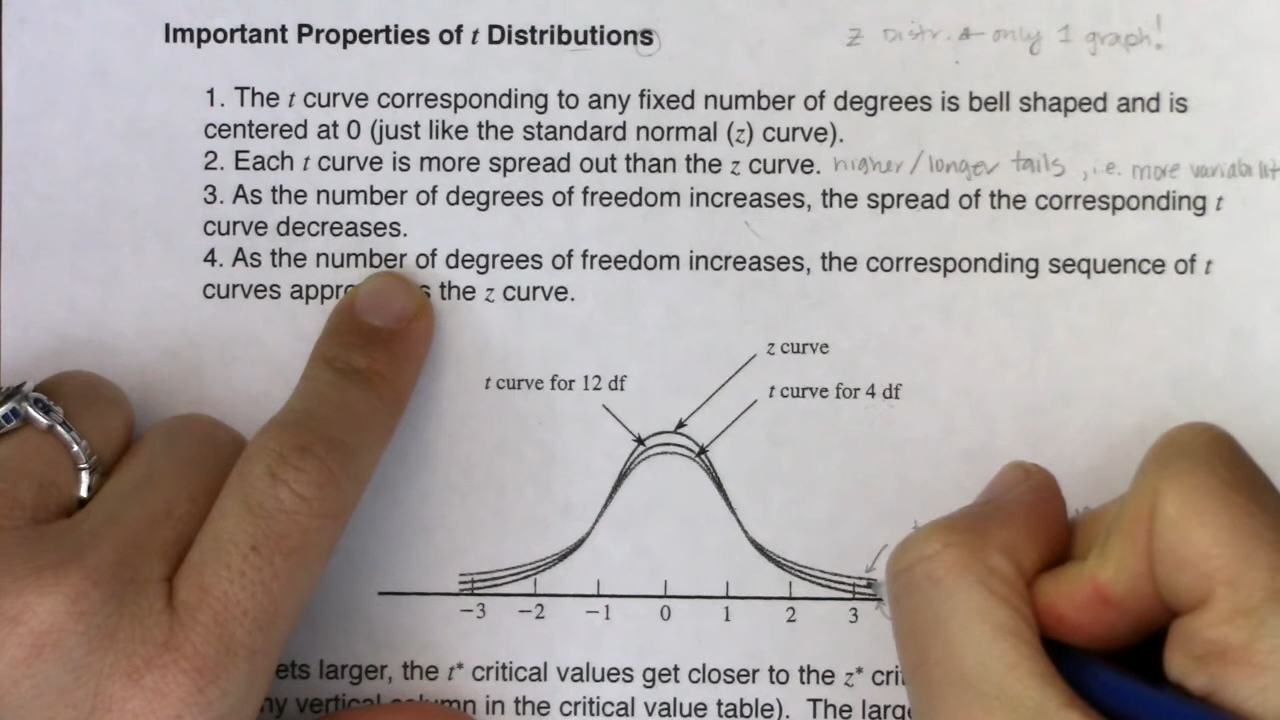 Important Properties of t Distributions
z Distr. only 1 graph!
1. The t curve corresponding to any fixed number of degrees is bell shaped and is
centered at 0 (just like the standard normal (z) curve).
2. Each t curve is more spread out than the z curve. higher/longer tails, i.e. more variabilit
3. As the number of degrees of freedom increases, the spread of the corresponding t
curve decreases.
4. As the number of degrees of freedom increases, the corresponding sequence of t
curves the z curve.
z curve
t curve for 12 df
t curve for 4 df
−3 −2 −1 0 1 2 3
ets larger, the t* critical values get closer to the z*
vertical in the critical value table). The